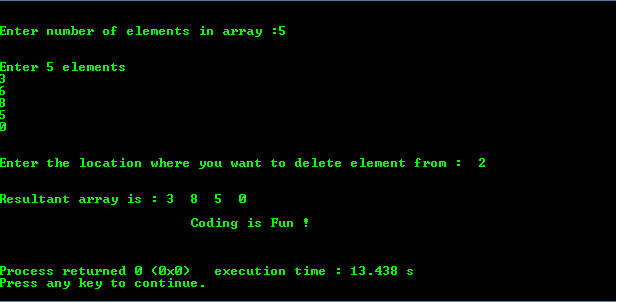 Enter number of elements in array :5
Enter 5 elements
3
6
8
5
0
Enter the location where you want to delete element from :  2
Resultant array is : 3  8  5  0
Coding is Fun !
Process returned 0 (0x0)   execution time : 13.438 s
Press any key to continue.